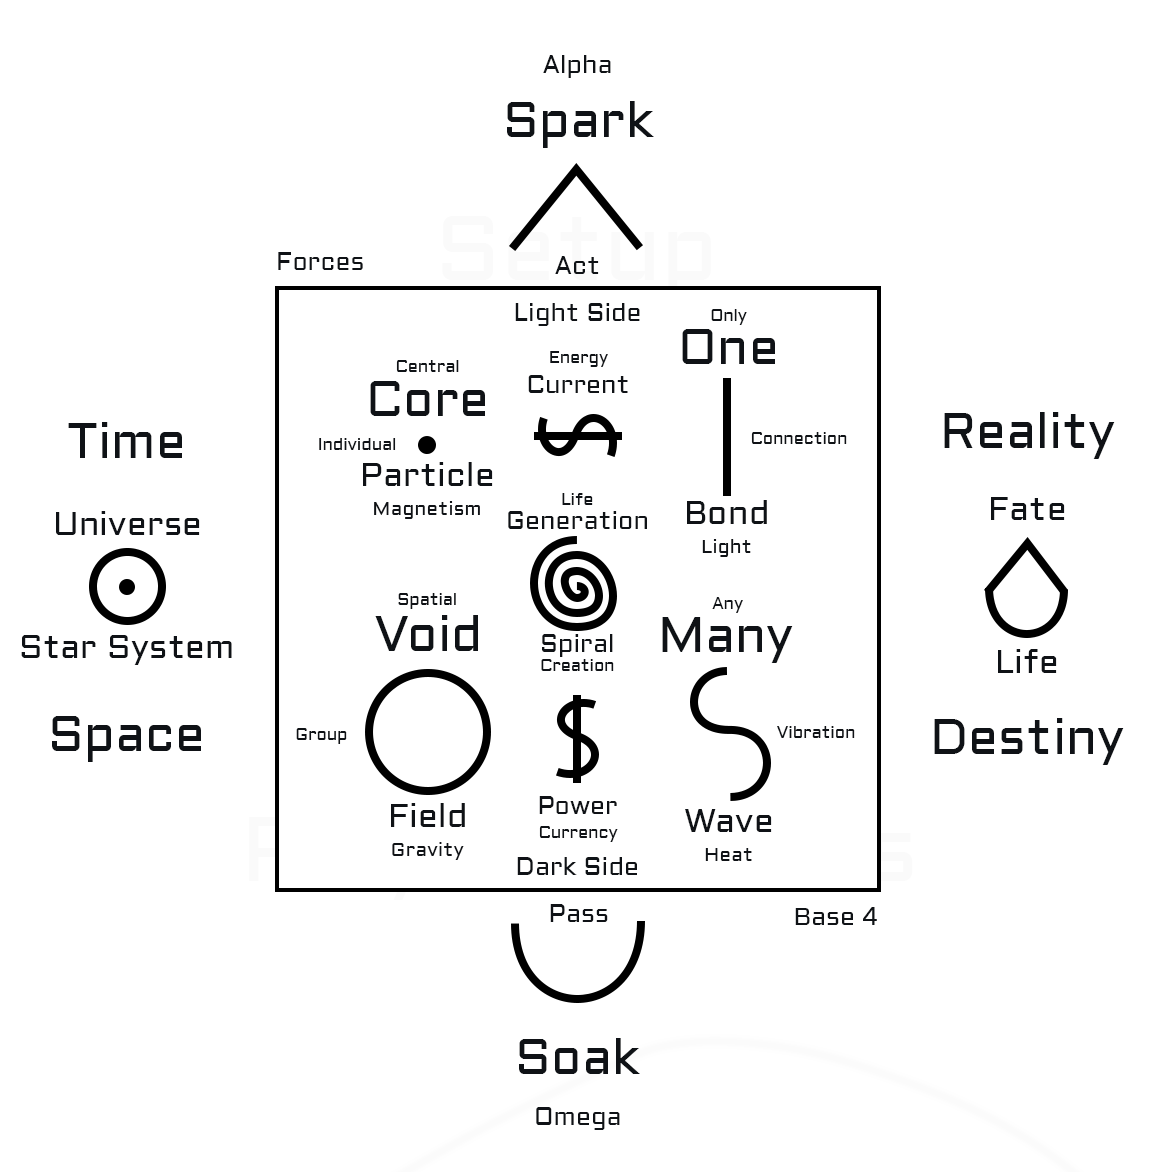 Alpha
Spark
Setup
Act
Forces
Light Side
Only
One
Energy
Current
Central
Core
Individual
Particle
Magnetism
Connection
Bond
Light
Life
Generation
Spiral
Creation
Spatial
Void
Group
Field
Gravity
Any
Many
Vibration
Wave
Heat
Power
Currency
Dark Side
Time
Universe
Star System
Space
Reality
Fate
Life
Destiny
Pass
Base 4
Soak
Omega